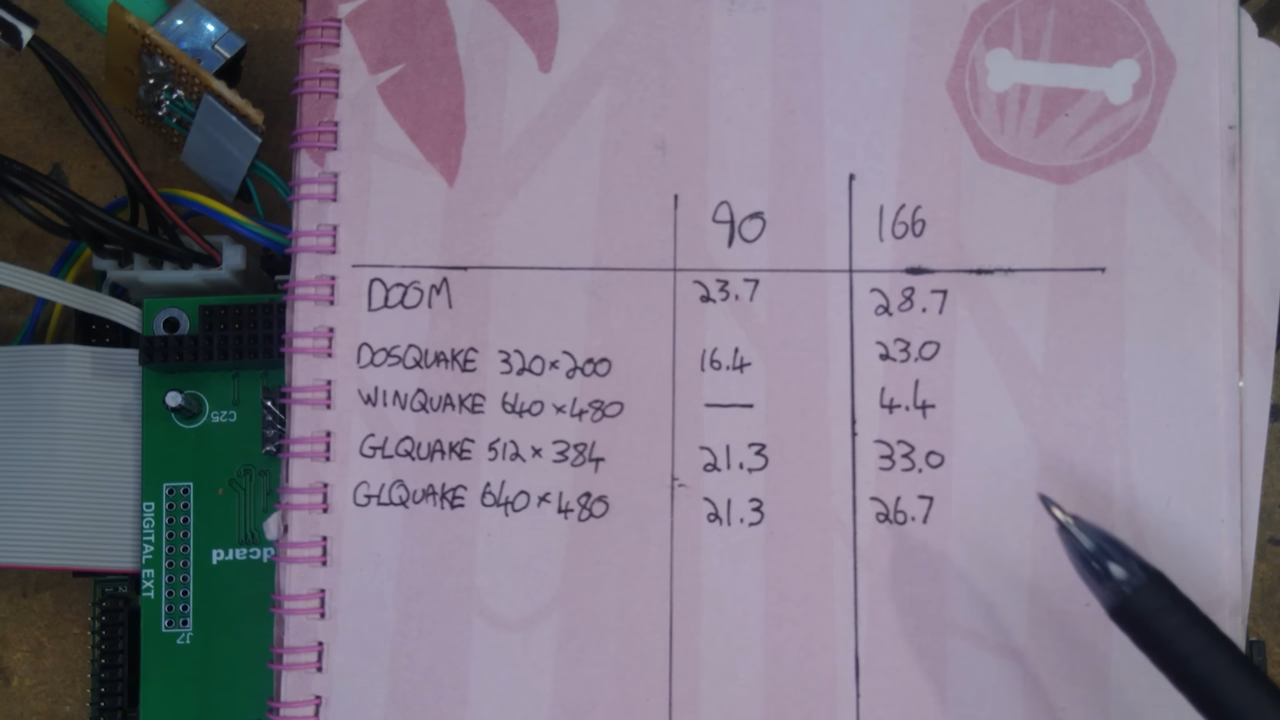 90 166
DOOM 23.7 28.7
DOSQUAKE 320×200 16.4 23.0
WINQUAKE 640×480 — 4.4
GLQUAKE 512×384 21.3 33.0
GLQUAKE 640×480 21.3 26.7
C25
DIGITAL EXT
dcard
J7